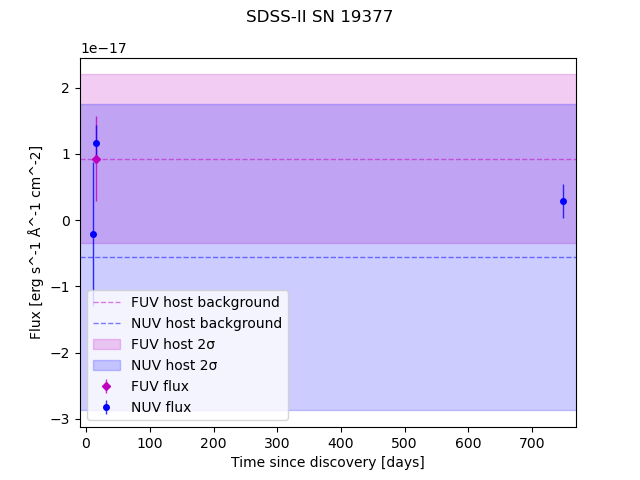 SDSS-II SN 19377
1e−17
2
1
0
−1
−2
−3
Flux [erg s^-1 Å^-1 cm^-2]
FUV host background
NUV host background
FUV host 2σ
NUV host 2σ
FUV flux
NUV flux
0 100 200 300 400 500 600 700
Time since discovery [days]